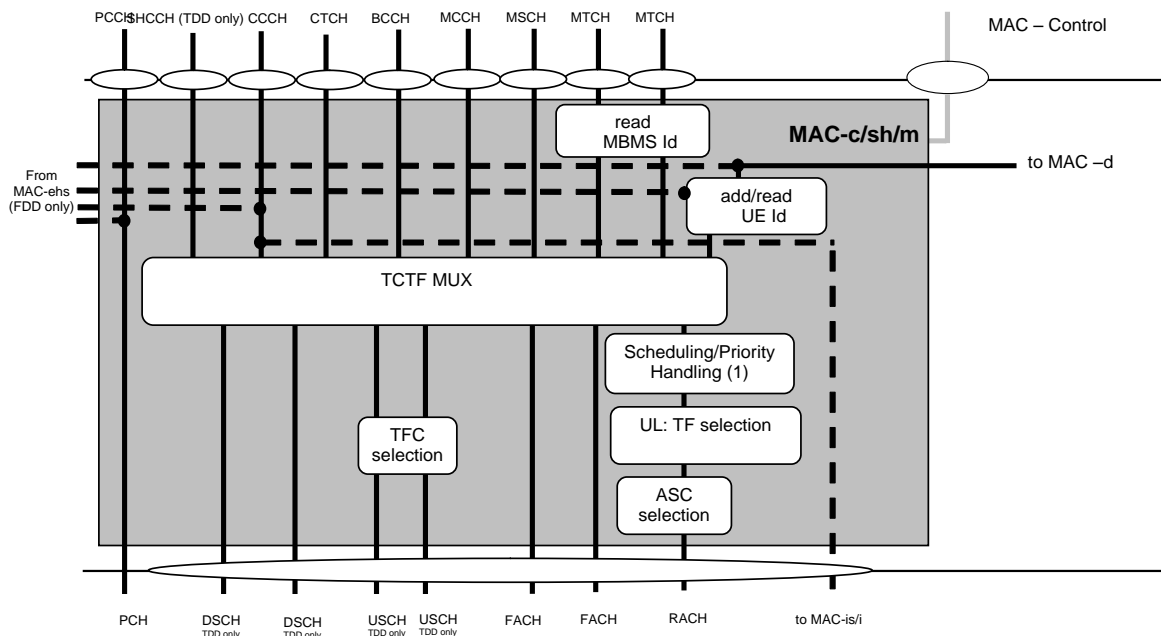 PCCH SHCCH (TDD only) CCCH CTCH BCCH MCCH MSCH MTCH MTCH
MAC – Control
read
MBMS Id
MAC-c/sh/m
to MAC –d
From
MAC-ehs
(FDD only)
add/read
UE Id
TCTF MUX
Scheduling/Priority
Handling (1)
UL: TF selection
TFC
selection
ASC
selection
PCH DSCH DSCH USCH USCH FACH FACH RACH to MAC-is/i
TDD only TDD only TDD only TDD only